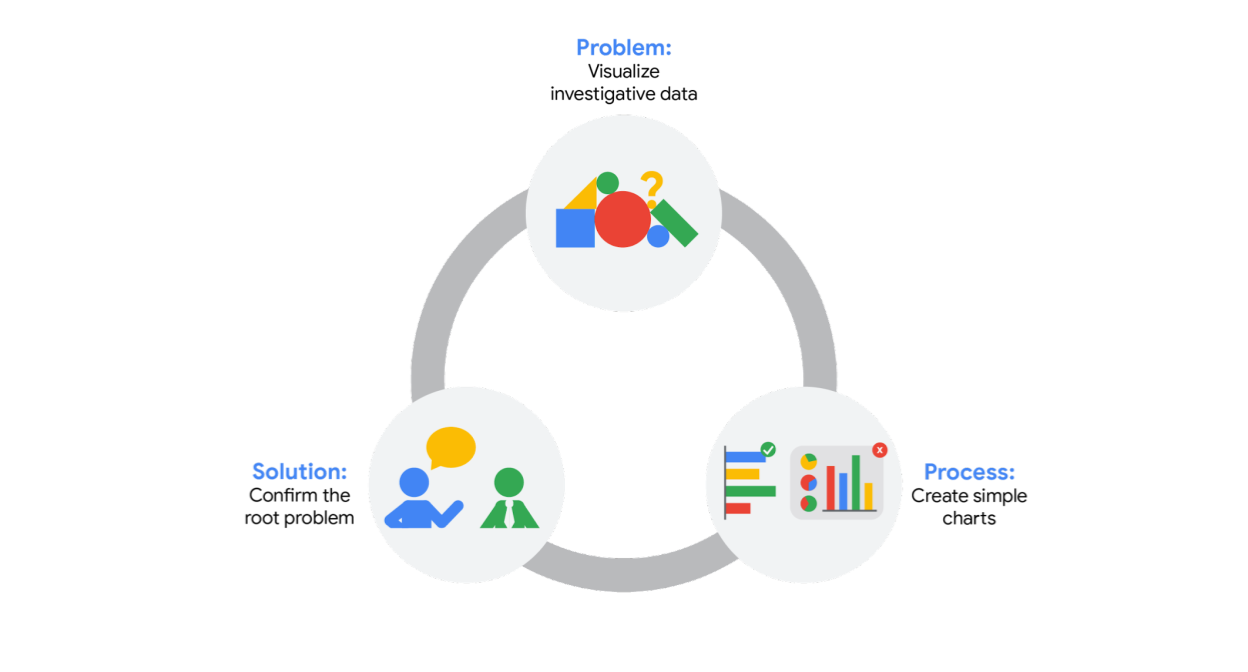 Problem:
Visualize
investigative data
?
Solution:
Confirm the
root problem
x
Process:
Create simple
charts